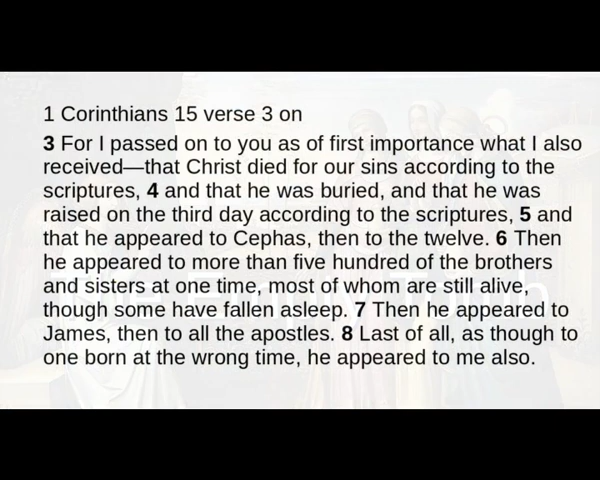 1 Corinthians 15 verse 3 on
3 For I passed on to you as of first importance what I also
received—that Christ died for our sins according to the
scriptures, 4 and that he was buried, and that he was
raised on the third day according to the scriptures, 5 and
that he appeared to Cephas, then to the twelve. 6 Then
he appeared to more than five hundred of the brothers
and sisters at one time, most of whom are still alive,
though some have fallen asleep. 7 Then he appeared to
James, then to all the apostles. 8 Last of all, as though to
one born at the wrong time, he appeared to me also.